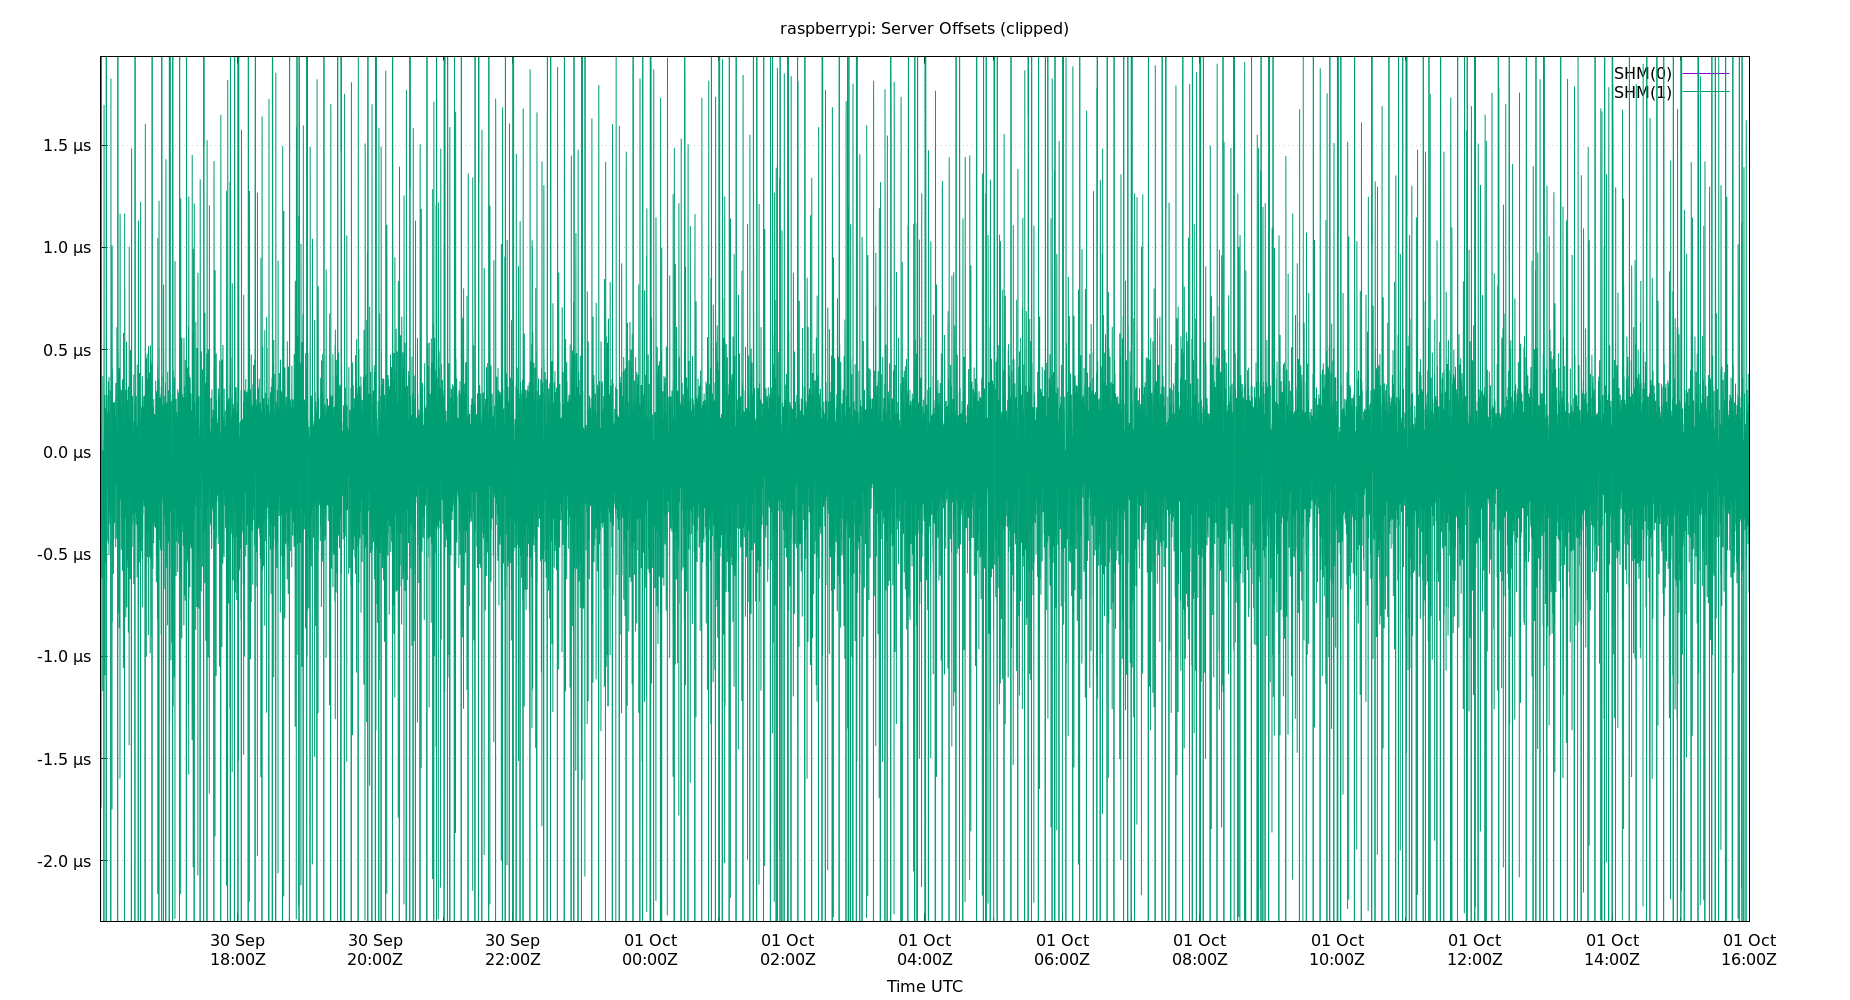 raspberrypi: Server Offsets (clipped)
SHM(0)
SHM(1)
1.5 µs
1.0 µs
0.5 µs
0.0 µs
-0.5 µs
-1.0 µs
-1.5 µs
-2.0 µs
30 Sep 30 Sep 30 Sep 01 Oct 01 Oct 01 Oct 01 Oct 01 Oct 01 Oct 01 Oct 01 Oct 01 Oct
18:00Z 20:00Z 22:00Z 00:00Z 02:00Z 04:00Z 06:00Z 08:00Z 10:00Z 12:00Z 14:00Z 16:00Z
Time UTC